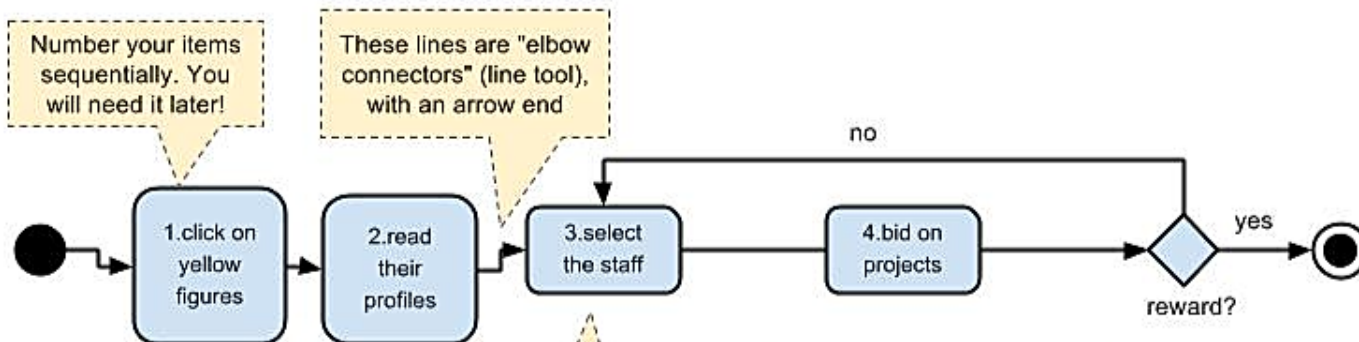 Number your items
sequentially. You
will need it later!
These lines are "elbow
connectors" (line tool),
with an arrow end
no
1.click on
yellow
figures
2.read
their
profiles
3.select
the staff
4.bid on
projects
yes
reward?